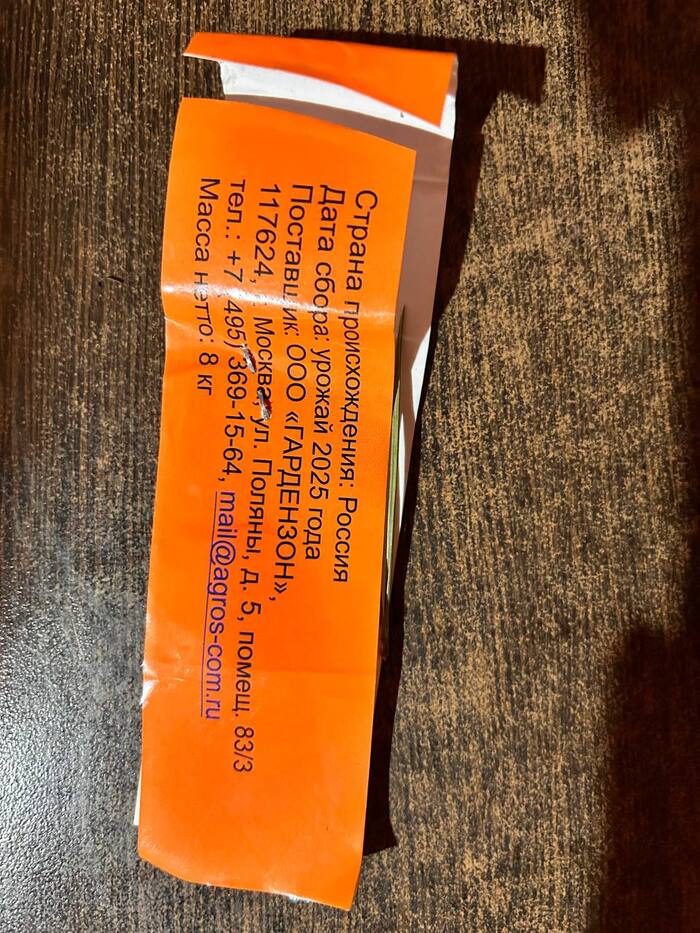 Страна происхождения: Россия
Дата сбора: урожай 2025 года
Поставщик: ООО «ГАРДЕНЗОН»,
117624, г. Москва, ул. Поляны, д. 5, помещ. 83/3
тел.: +7 (495) 369-15-64, mail@agros-com.ru
Масса нетто: 8 кг